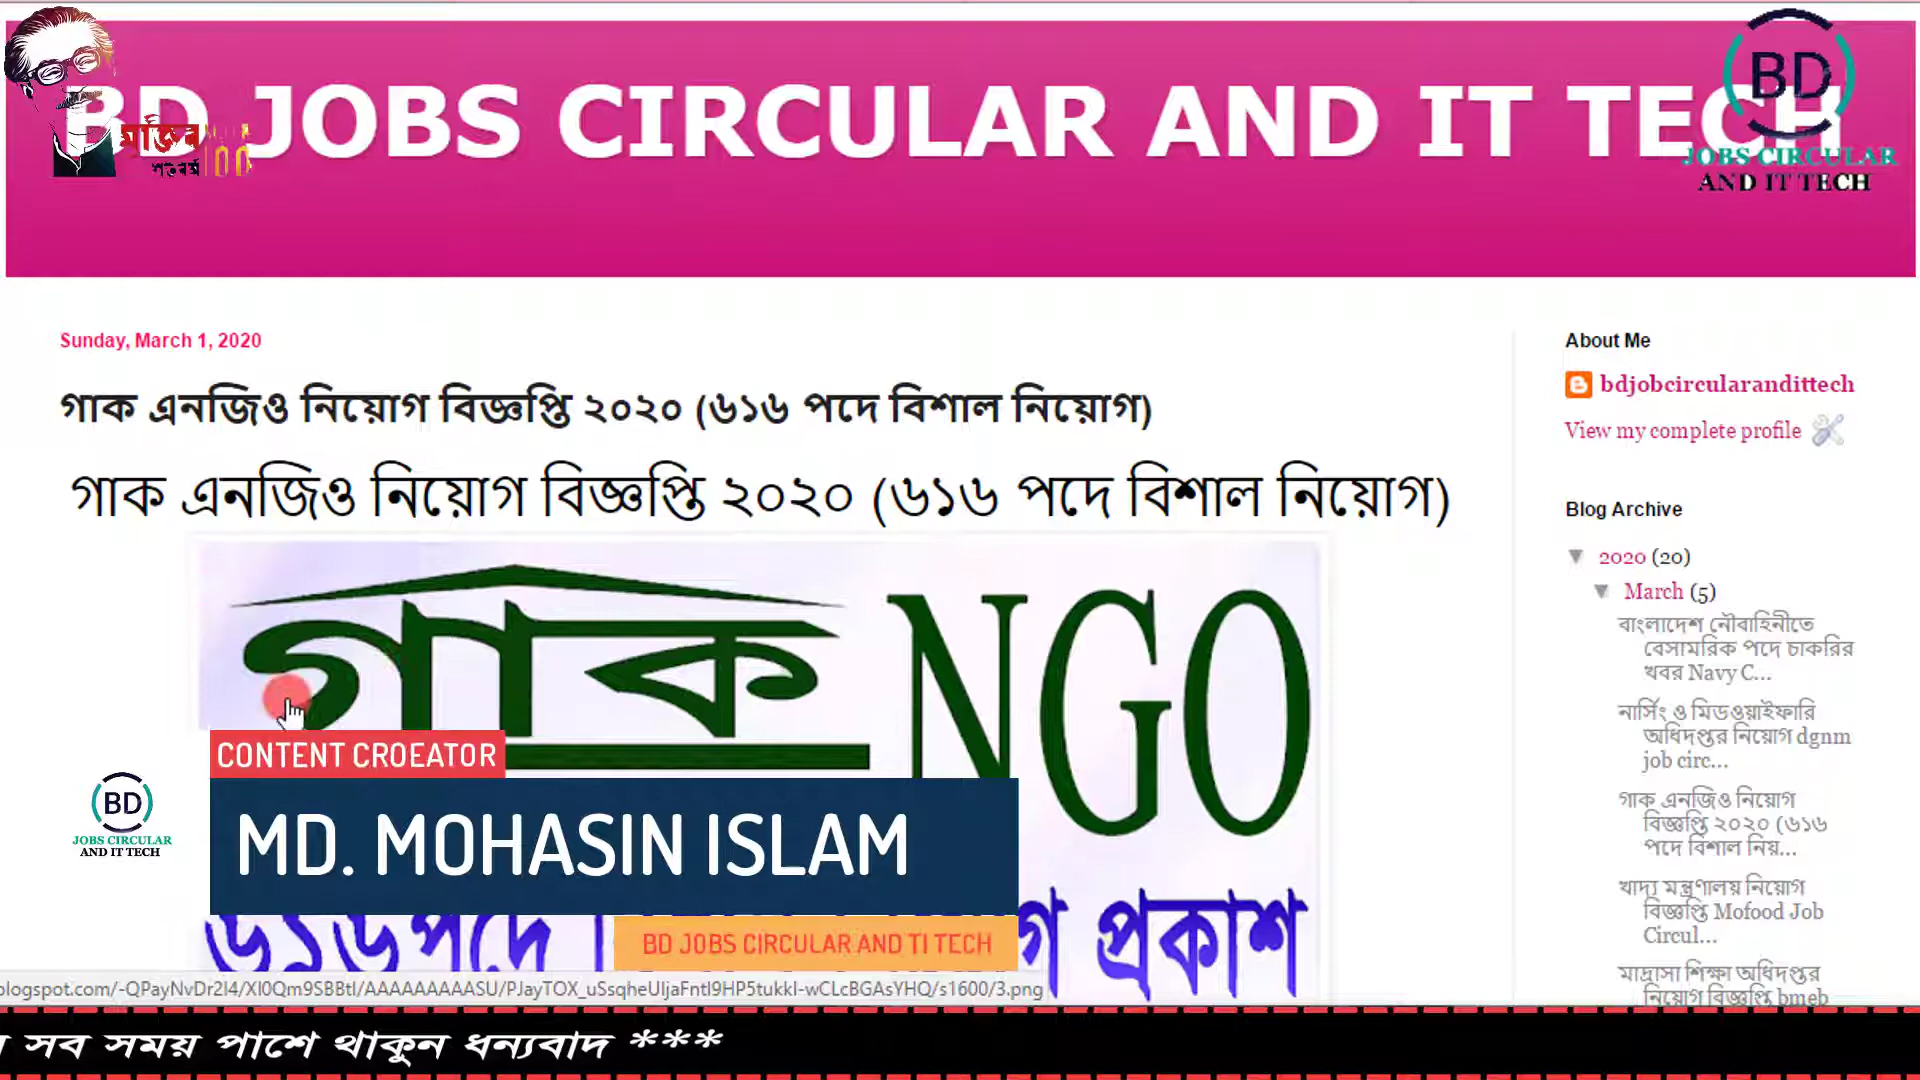 BD JOBS CIRCULAR AND IT TECH
মুজিব
শতবর্ষ 100
BD
JOBS CIRCULAR
AND IT TECH
Sunday, March 1, 2020
গাক এনজিও নিয়োগ বিজ্ঞপ্তি ২০২০ (৬১৬ পদে বিশাল নিয়োগ)
গাক এনজিও নিয়োগ বিজ্ঞপ্তি ২০২০ (৬১৬ পদে বিশাল নিয়োগ)
গাক NGO
CONTENT CROEATOR
MD. MOHASIN ISLAM
BD JOBS CIRCULAR AND TI TECH
BD
JOBS CIRCULAR
AND IT TECH
৬১৬পদে
প্রকাশ
blogspot.com/-QPayNvDr2I4/Xl0Qm9SBBtI/AAAAAAAAASU/PJayTOX_uSsqheUljaFntl9HP5tukkI-wCLcBGAsYHQ/s1600/3.png
সব সময় পাশে থাকুন ধন্যবাদ ***
About Me
bdjobcircularandittech
View my complete profile
Blog Archive
▼ 2020 (20)
▼ March (5)
বাংলাদেশ নৌবাহিনীতে
বেসামরিক পদে চাকরির
খবর Navy C...
নার্সিং ও মিডওয়াইফারি
অধিদপ্তর নিয়োগ dgnm
job circ...
গাক এনজিও নিয়োগ
বিজ্ঞপ্তি ২০২০ (৬১৬
পদে বিশাল নিয়...
খাদ্য মন্ত্রণালয় নিয়োগ
বিজ্ঞপ্তি Mofood Job
Circul...
মাদ্রাসা শিক্ষা অধিদপ্তর
নিয়োগ বিজ্ঞপ্তি bmeb